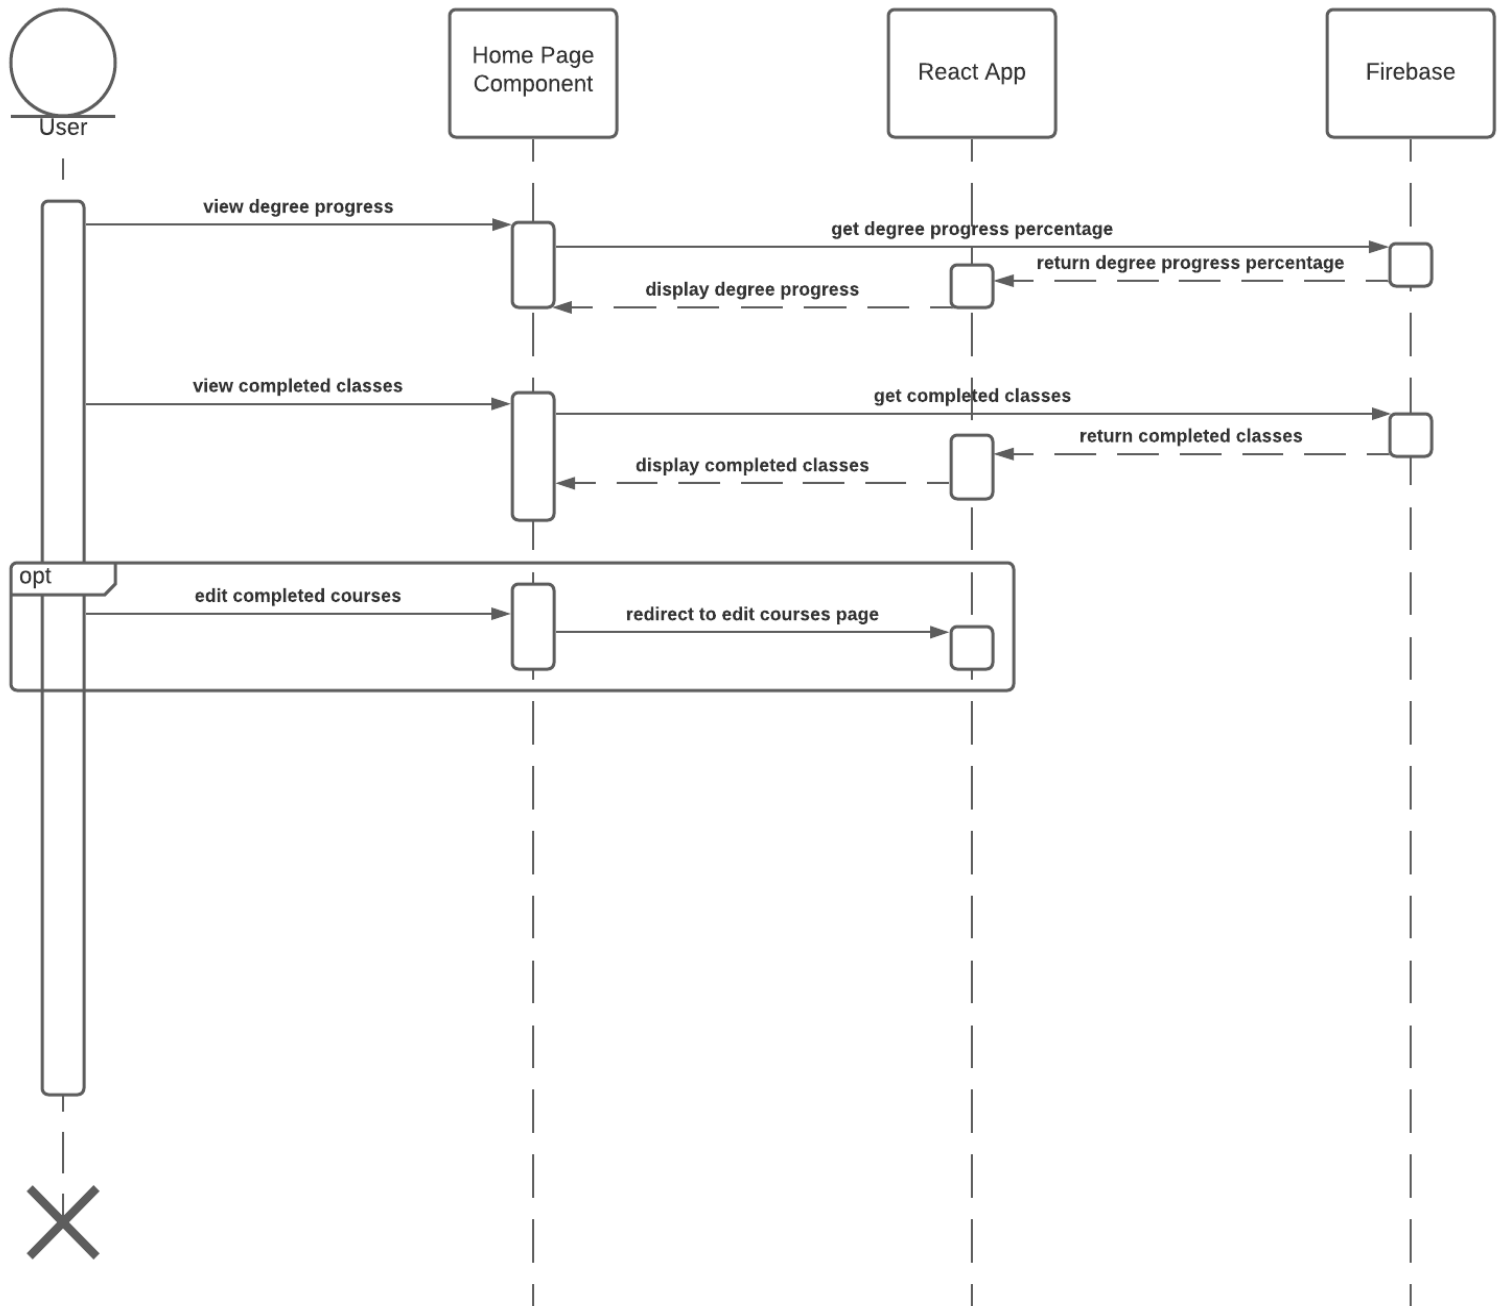 Home Page
Component
React App
Firebase
User
view degree progress
get degree progress percentage
return degree progress percentage
display degree progress
view completed classes
get completed classes
return completed classes
display completed classes
opt
edit completed courses
redirect to edit courses page